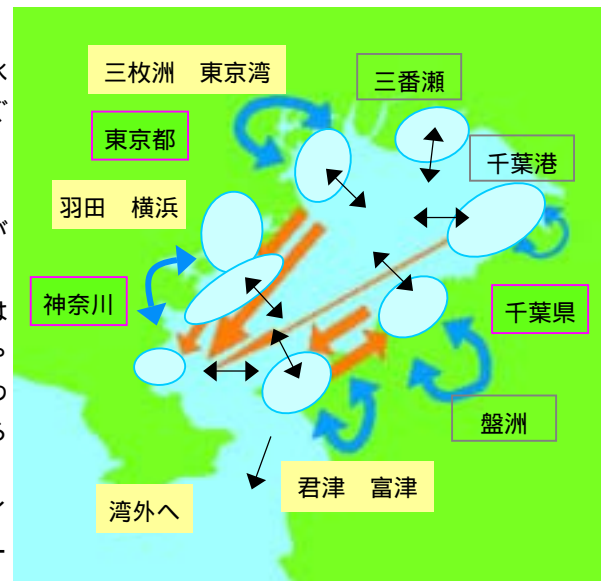 三枚洲　東京湾
三番瀬
東京都
千葉港
羽田　横浜
神奈川
千葉県
盤洲
君津　富津
湾外へ